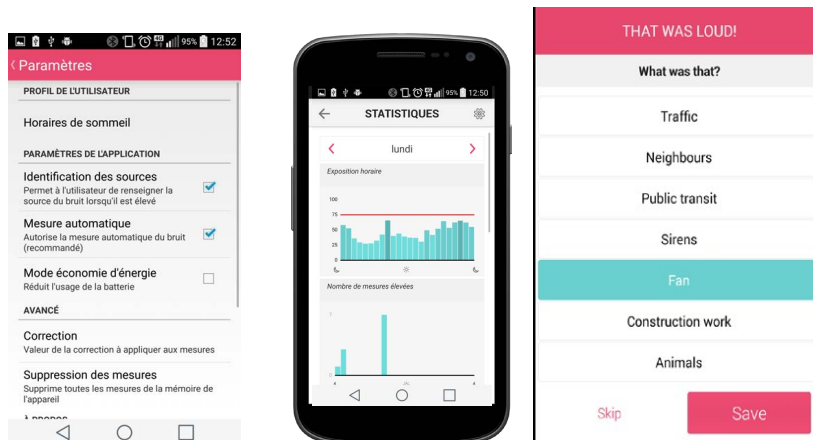 95% 12:52
Paramètres
PROFIL DE L'UTILISATEUR
Horaires de sommeil
PARAMÈTRES DE L'APPLICATION
Identification des sources
Permet à l'utilisateur de renseigner la
source du bruit lorsqu'il est élevé
Mesure automatique
Autorise la mesure automatique du bruit
(recommandé)
Mode économie d'énergie
Réduit l'usage de la batterie
AVANCÉ
Correction
Valeur de la correction à appliquer aux mesures
Suppression des mesures
Supprime toutes les mesures de la mémoire de
l'appareil
95% 12:50
STATISTIQUES
lundi
Exposition horaire
100
75
50
25
0
Nombre de mesures élevées
0
THAT WAS LOUD!
What was that?
Traffic
Neighbours
Public transit
Sirens
Fan
Construction work
Animals
Skip
Save